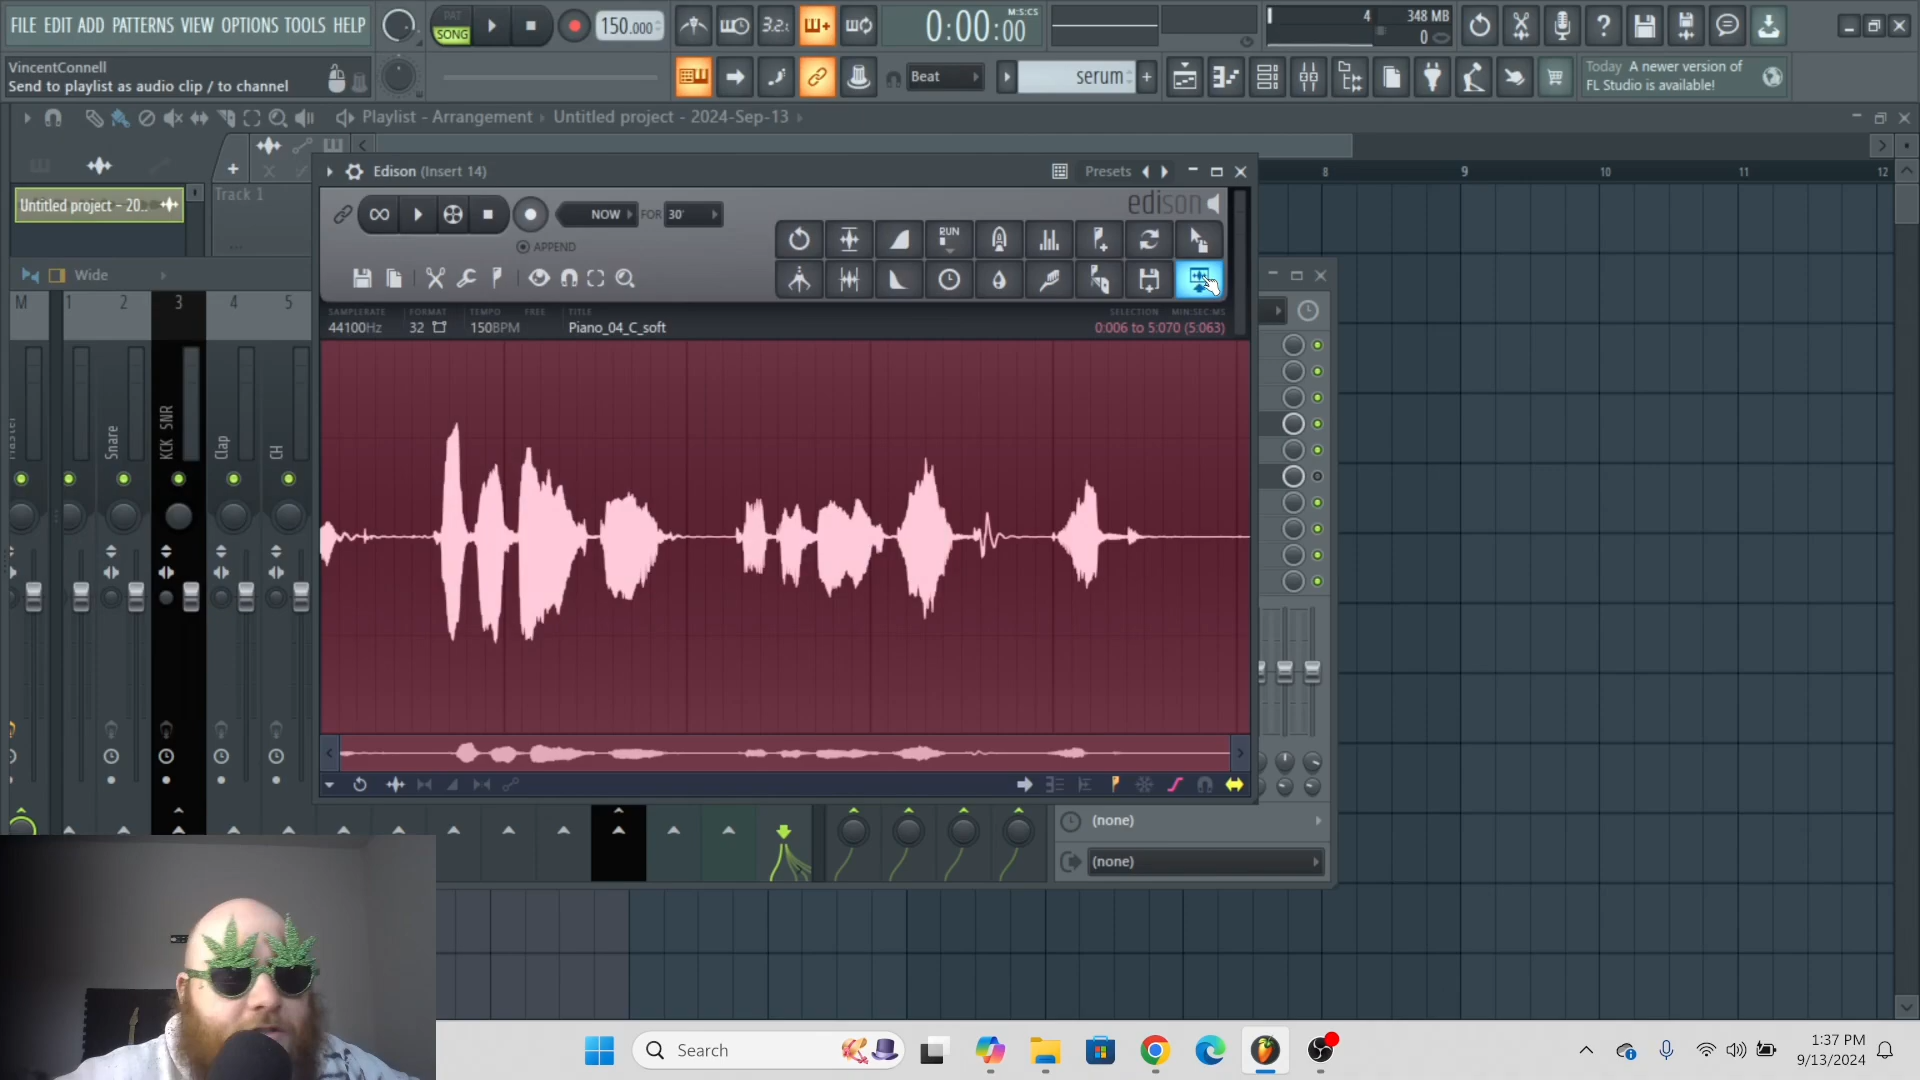 FILE EDIT ADD PATTERNS VIEW OPTIONS TOOLS HELP
PAT
SONG
150.000
3.2:
0:00:00
M:S:CS
4
348 MB
0
VincentConnell
Send to playlist as audio clip / to channel
Beat
serum
Today A newer version of
FL Studio is available!
Playlist - Arrangement › Untitled project - 2024-Sep-13 ›
Untitled project - 20..
Track 1
8 9 10 11 12
Edison (Insert 14)
Presets
edison
NOW FOR 30'
APPEND
RUN
SAMPLERATE FORMAT TEMPO FREE TITLE SELECTION MIN:SEC:MS
44100Hz 32 150BPM Piano_04_C_soft 0:006 to 5:070 (5:063)
Wide
M 1 2 3 4 5
Snare
KCK SNR
Clap
CH
(none)
(none)
Search
1:37 PM
9/13/2024